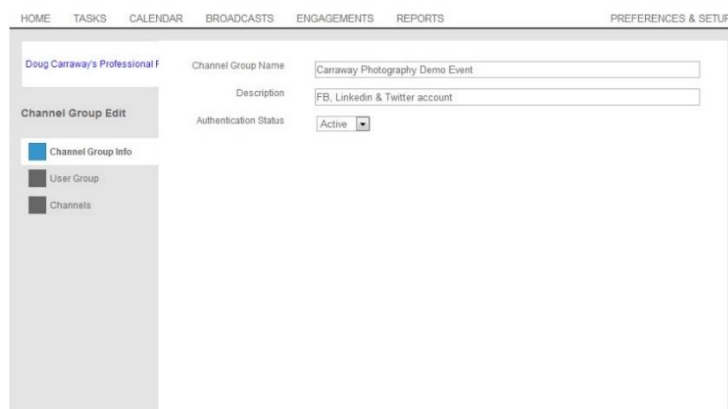 HOME TASKS CALENDAR BROADCASTS ENGAGEMENTS REPORTS PREFERENCES & SETUP
Doug Carraway's Professional
Channel Group Edit
Channel Group Info
User Group
Channels
Channel Group Name Carraway Photography Demo Event
Description FB, Linkedin & Twitter account
Authentication Status Active